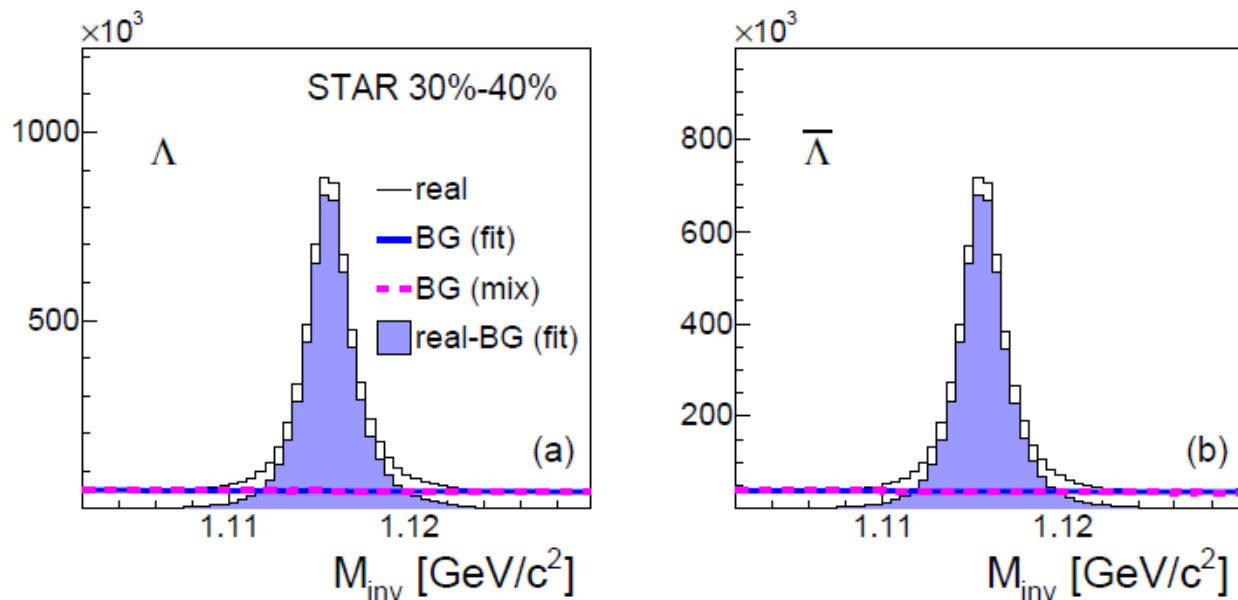 ×10³
STAR 30%-40%
1000
Λ
real
BG (fit)
BG (mix)
500
real-BG (fit)
(a)
1.11 1.12
M_inv [GeV/c²]
×10³
800
Λ̅
600
400
200
(b)
1.11 1.12
M_inv [GeV/c²]